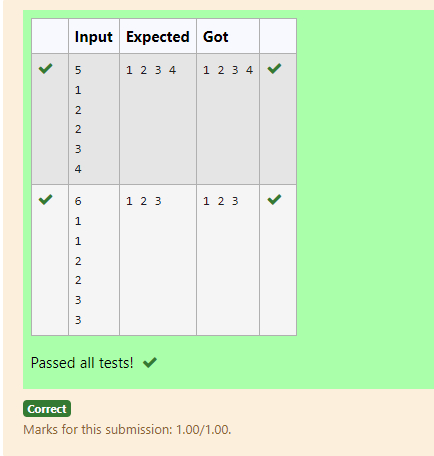 Input Expected Got
5 1 2 3 4 1 2 3 4
1
2
2
3
4
6 1 2 3 1 2 3
1
1
2
2
3
3
Passed all tests!
Correct
Marks for this submission: 1.00/1.00.